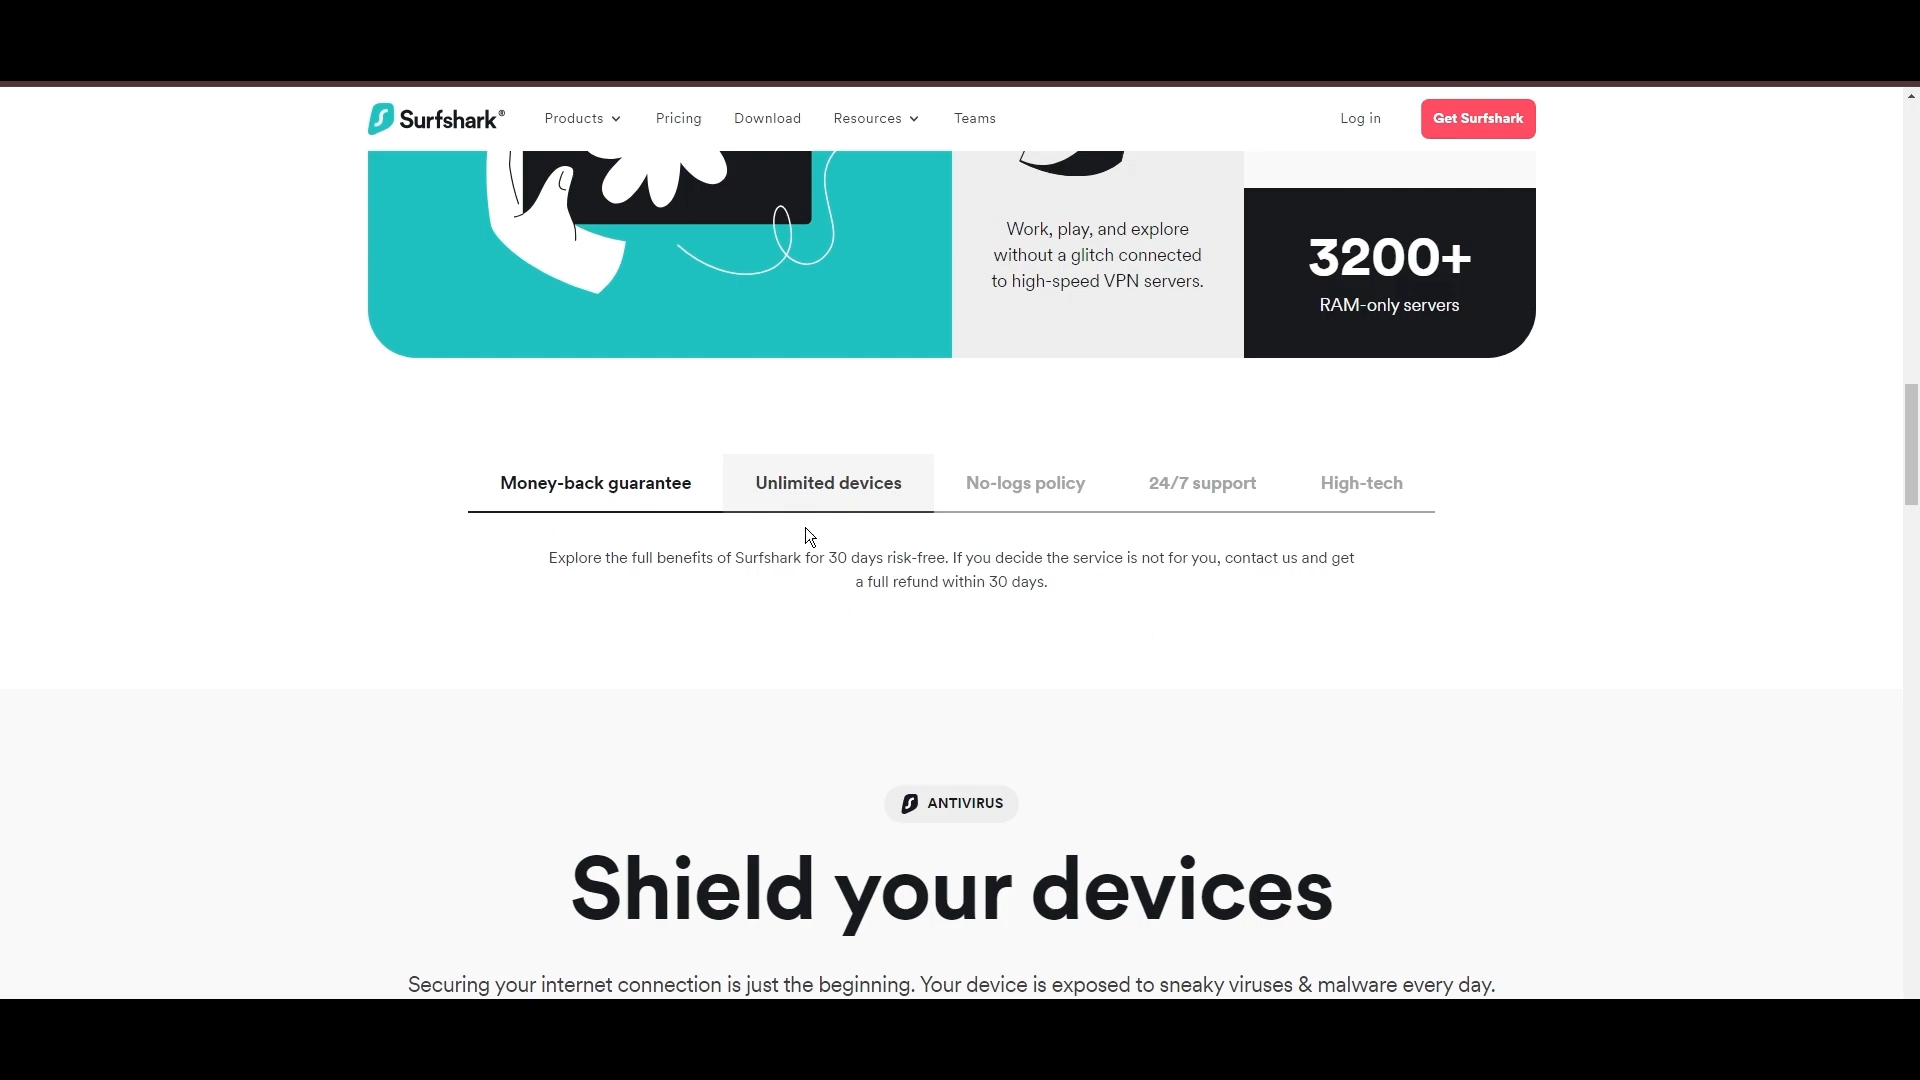 Surfshark®
Products
Pricing
Download
Resources
Teams
Log in
Get Surfshark
Work, play, and explore
without a glitch connected
to high-speed VPN servers.
3200+
RAM-only servers
Money-back guarantee
Unlimited devices
No-logs policy
24/7 support
High-tech
Explore the full benefits of Surfshark for 30 days risk-free. If you decide the service is not for you, contact us and get
a full refund within 30 days.
ANTIVIRUS
Shield your devices
Securing your internet connection is just the beginning. Your device is exposed to sneaky viruses & malware every day.